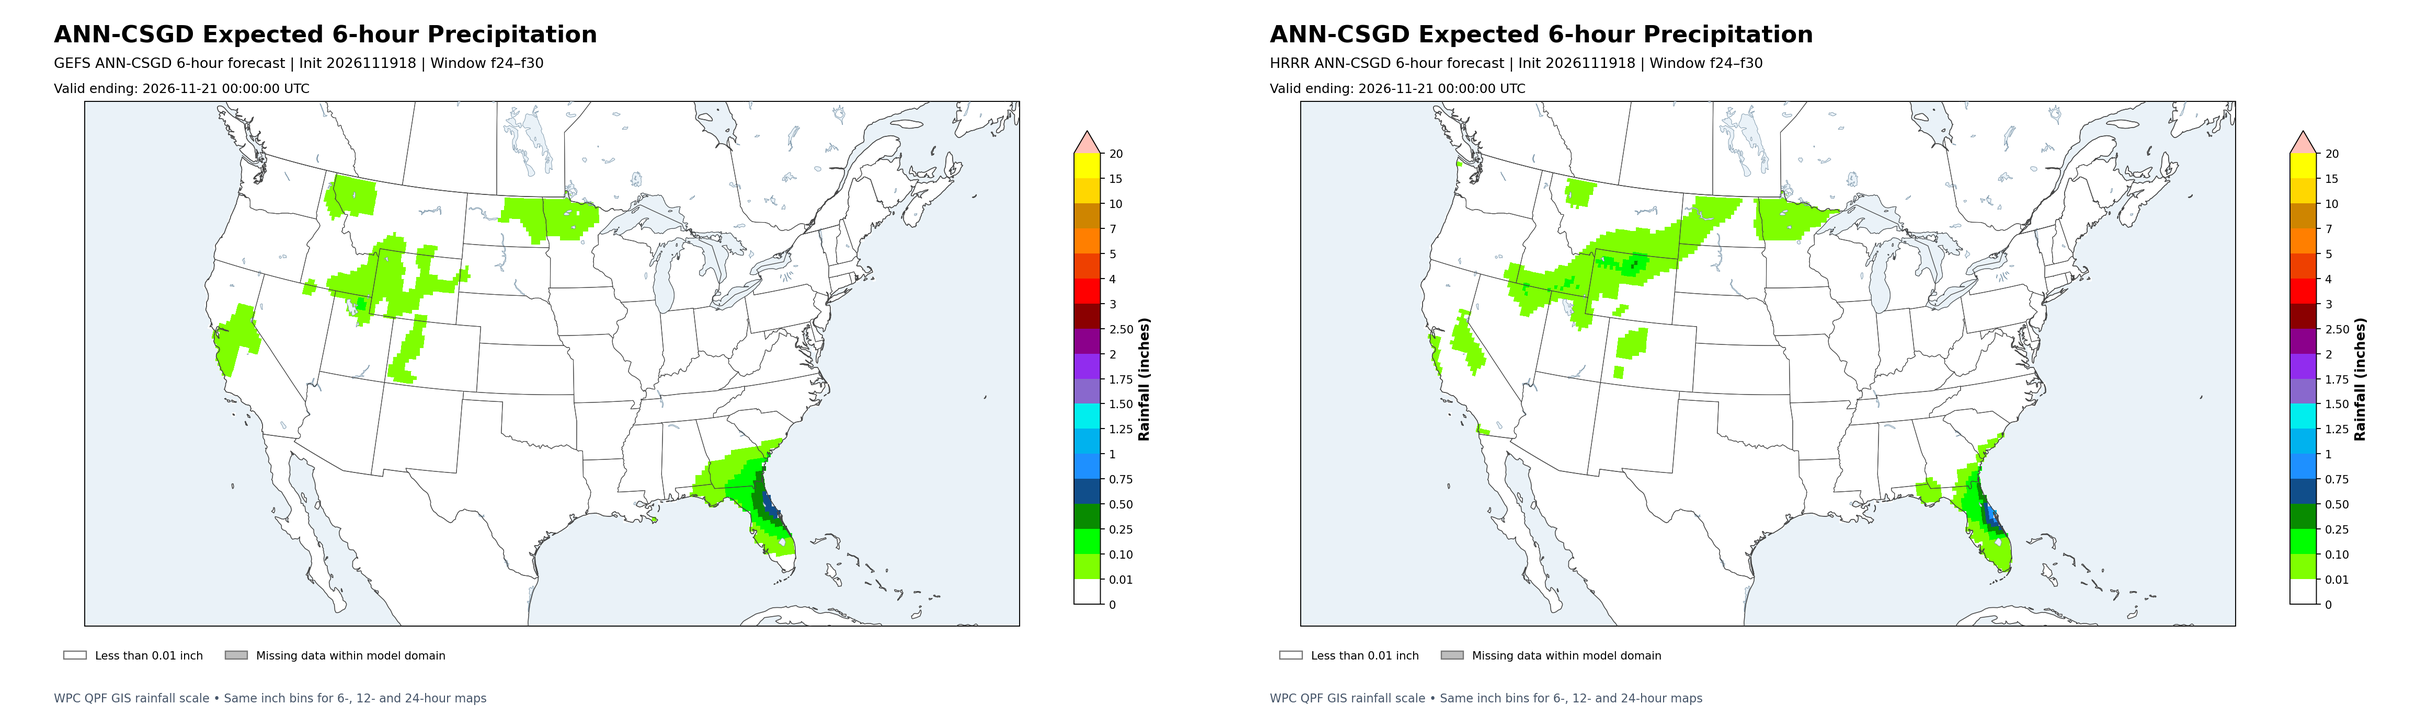 ANN-CSGD Expected 6-hour Precipitation
GEFS ANN-CSGD 6-hour forecast | Init 2026111918 | Window f24–f30
Valid ending: 2026-11-21 00:00:00 UTC
20
15
10
7
5
4
3
2.50
2
1.75
1.50
1.25
1
0.75
0.50
0.25
0.10
0.01
0
Rainfall (inches)
Less than 0.01 inch
Missing data within model domain
WPC QPF GIS rainfall scale • Same inch bins for 6-, 12- and 24-hour maps
ANN-CSGD Expected 6-hour Precipitation
HRRR ANN-CSGD 6-hour forecast | Init 2026111918 | Window f24–f30
Valid ending: 2026-11-21 00:00:00 UTC
20
15
10
7
5
4
3
2.50
2
1.75
1.50
1.25
1
0.75
0.50
0.25
0.10
0.01
0
Rainfall (inches)
Less than 0.01 inch
Missing data within model domain
WPC QPF GIS rainfall scale • Same inch bins for 6-, 12- and 24-hour maps